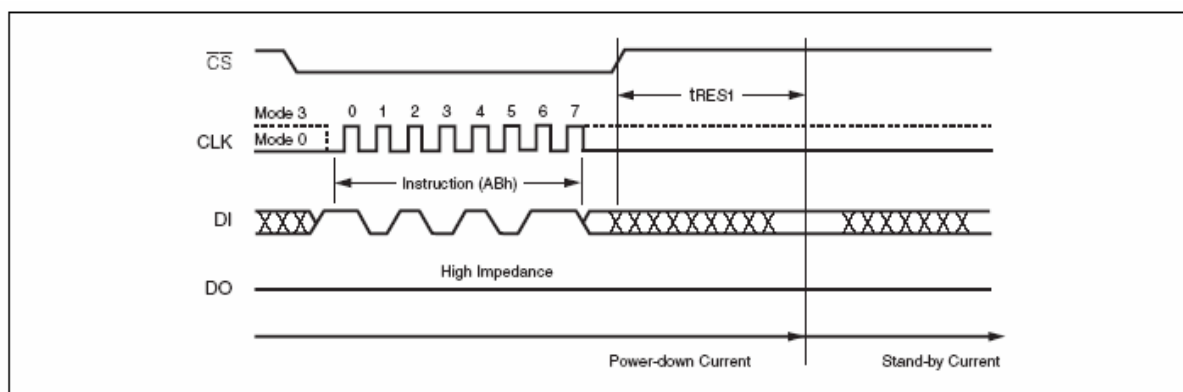 CS
tRES1
Mode 3 0 1 2 3 4 5 6 7
CLK Mode 0
Instruction (ABh)
DI
High Impedance
DO
Power-down Current Stand-by Current